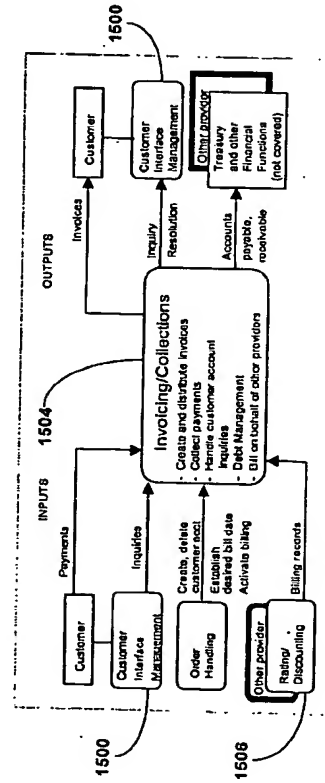 INPUTS
OUTPUTS
1504
1500
Customer
Payments
Customer
Interface
Management
1500
Inquiries
Order
Handling
Create, delete
customer acct
Establish
desired bill date
Activate billing
Other provider
Rating/
Discounting
1508
Billing records
Invoicing/Collections
- Create and distribute invoices
- Collect payments
- Handle customer account
inquiries
- Debt Management
- Bill on behalf of other providers
Invoices
Customer
Inquiry
Resolution
Customer
Interface
Management
Accounts
payable,
receivable
Other provider
Treasury
and other
Financial
Functions
(not covered)